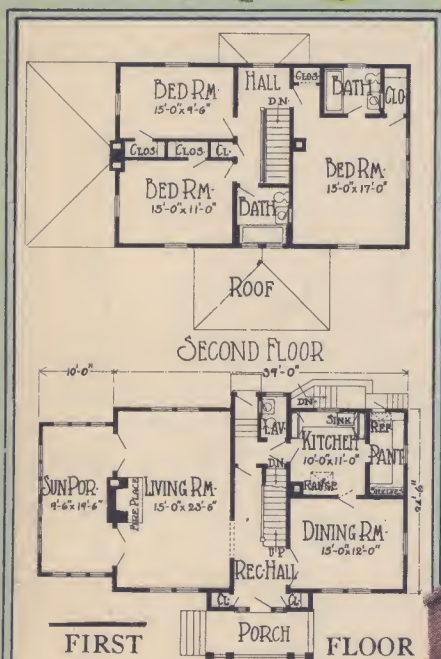 HALL
CLOS.
BATH
CLO.
BED RM.
15'-0" x 9'-6"
D.N.
CLOS. CLOS. CL.
BED RM.
15'-0" x 17'-0"
BED RM.
15'-0" x 11'-0"
BATH
ROOF
SECOND FLOOR
10'-0"
39'-0"
DN.
LAV.
SINK
REF.
KITCHEN
10'-0" x 11'-0"
PANT.
DN.
RANGE
SUN POR.
9'-6" x 19'-6"
FIRE PLACE
LIVING RM.
15'-0" x 23'-6"
24'-6"
DINING RM.
15'-0" x 12'-0"
UP
REC. HALL
CL. CL.
PORCH
FIRST FLOOR